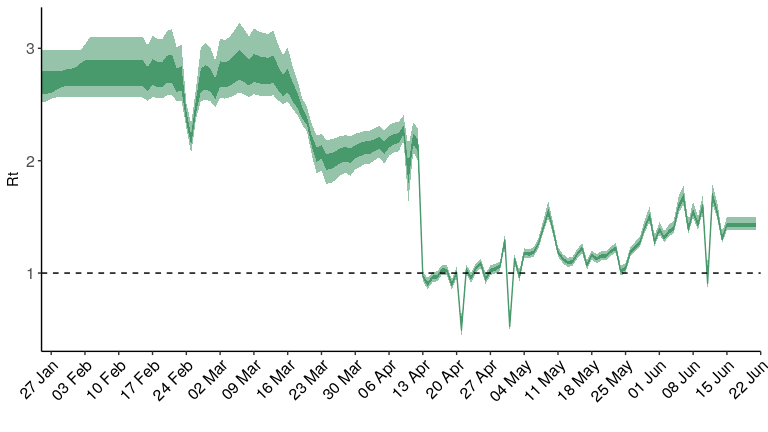 3
2
1
Rt
27 Jan
03 Feb
10 Feb
17 Feb
24 Feb
02 Mar
09 Mar
16 Mar
23 Mar
30 Mar
06 Apr
13 Apr
20 Apr
27 Apr
04 May
11 May
18 May
25 May
01 Jun
08 Jun
15 Jun
22 Jun